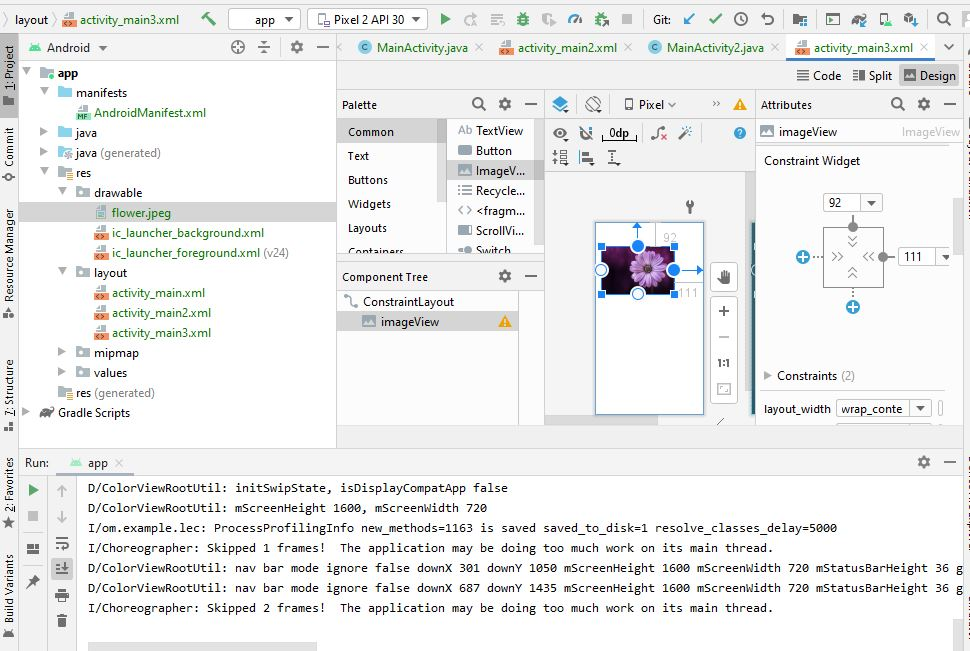 layout
activity_main3.xml
app
Pixel 2 API 30
Git:
1: Project
Commit
Resource Manager
7: Structure
2: Favorites
Build Variants
Android
app
manifests
AndroidManifest.xml
java
java (generated)
res
drawable
flower.jpeg
ic_launcher_background.xml
ic_launcher_foreground.xml (v24)
layout
activity_main.xml
activity_main2.xml
activity_main3.xml
mipmap
values
res (generated)
Gradle Scripts
MainActivity.java
activity_main2.xml
MainActivity2.java
activity_main3.xml
Code
Split
Design
Palette
Common
Text
Buttons
Widgets
Layouts
Containers
Ab TextView
Button
ImageV...
Recycle...
<fragm...
ScrollVi...
Switch
Component Tree
ConstraintLayout
imageView
Pixel
0dp
92
111
1:1
Attributes
imageView
ImageView
Constraint Widget
92
111
Constraints (2)
layout_width
wrap_conte
Run:
app
D/ColorViewRootUtil: initSwipState, isDisplayCompatApp false
D/ColorViewRootUtil: mScreenHeight 1600, mScreenWidth 720
I/om.example.lec: ProcessProfilingInfo new_methods=1163 is saved saved_to_disk=1 resolve_classes_delay=5000
I/Choreographer: Skipped 1 frames!  The application may be doing too much work on its main thread.
D/ColorViewRootUtil: nav bar mode ignore false downX 301 downY 1050 mScreenHeight 1600 mScreenWidth 720 mStatusBarHeight 36 g
D/ColorViewRootUtil: nav bar mode ignore false downX 687 downY 1435 mScreenHeight 1600 mScreenWidth 720 mStatusBarHeight 36 g
I/Choreographer: Skipped 2 frames!  The application may be doing too much work on its main thread.